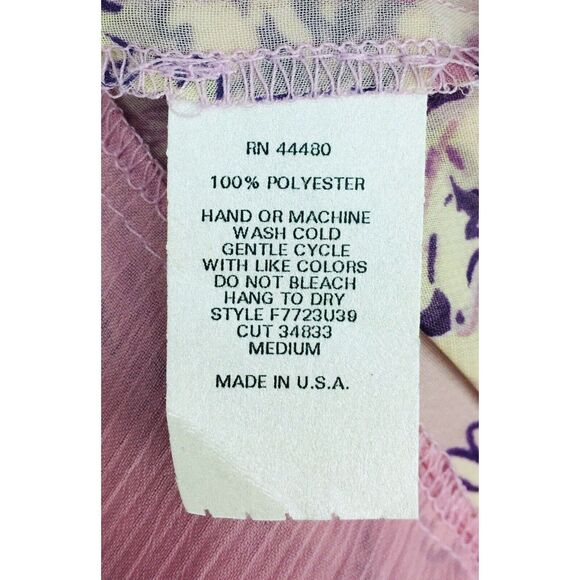 RN 44480
100% POLYESTER
HAND OR MACHINE
WASH COLD
GENTLE CYCLE
WITH LIKE COLORS
DO NOT BLEACH
HANG TO DRY
STYLE F7723U39
CUT 34833
MEDIUM
MADE IN U.S.A.